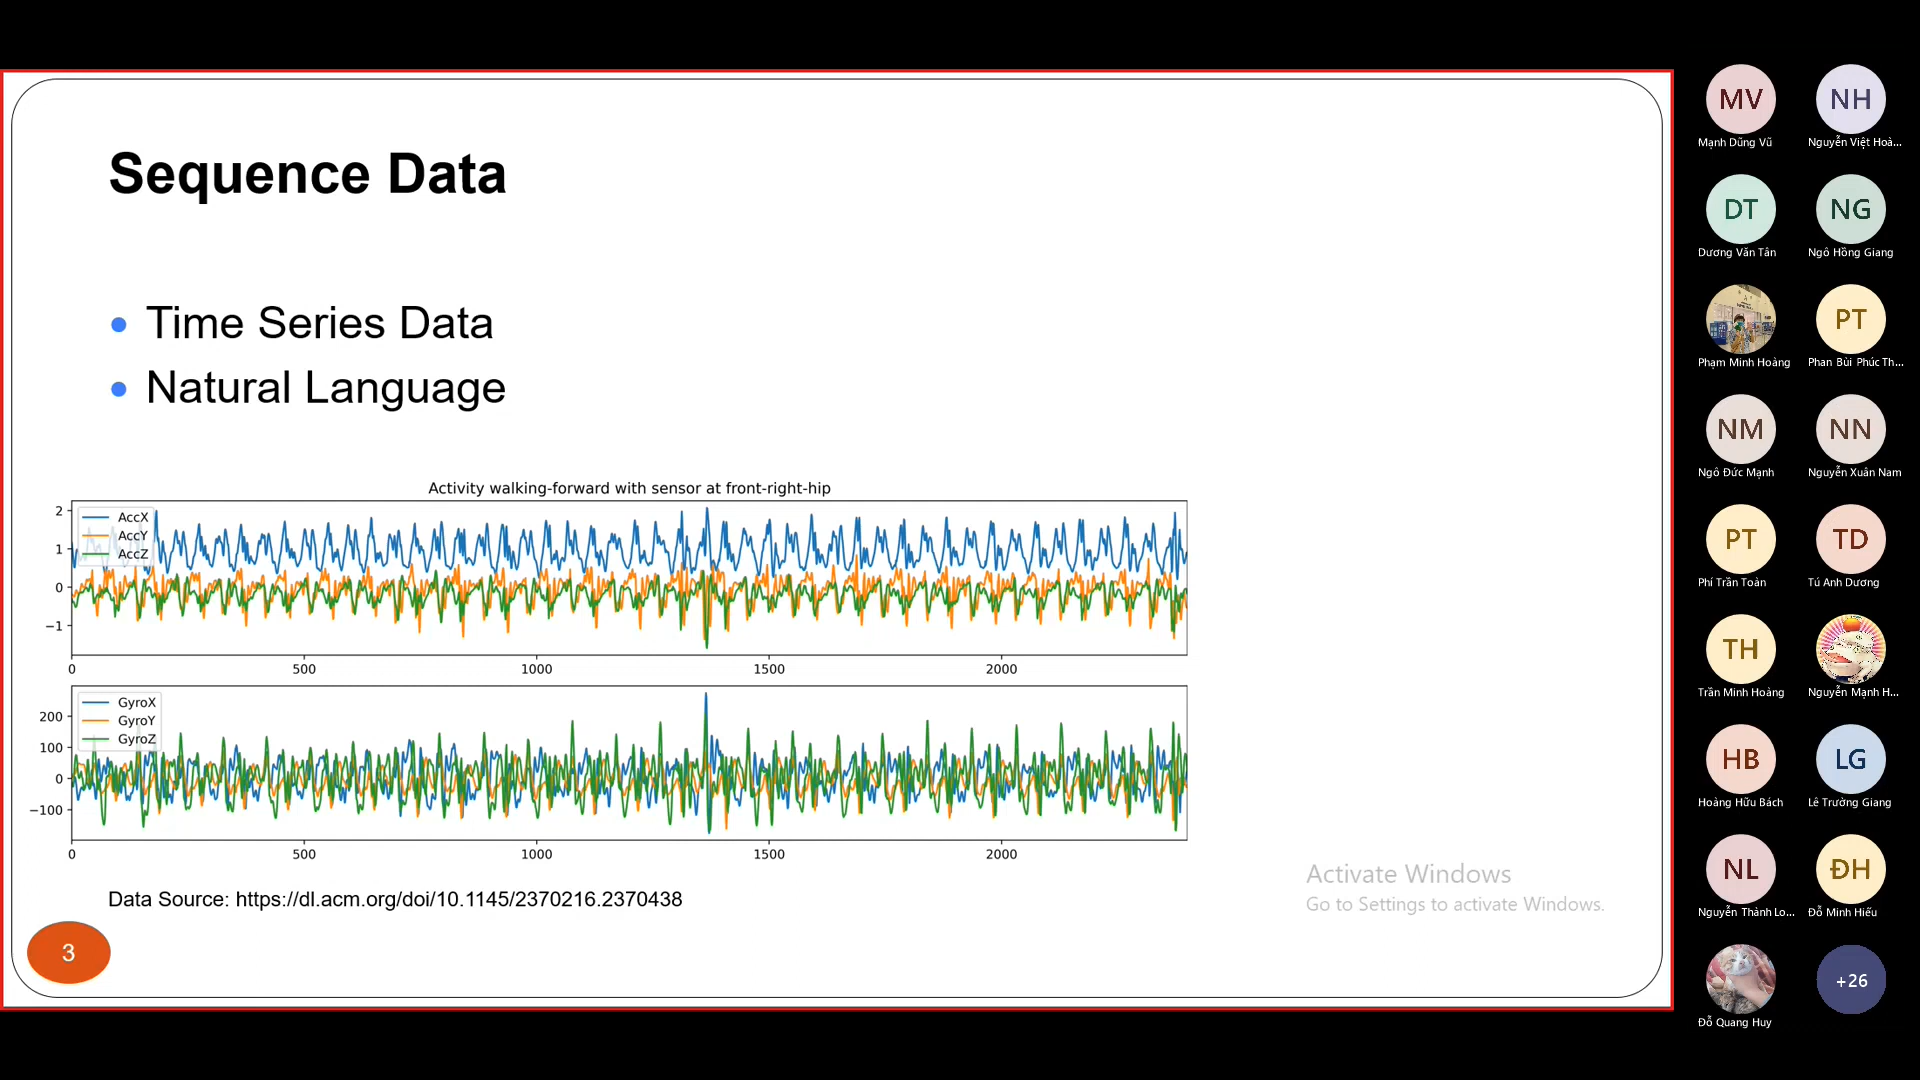 Sequence Data
Time Series Data
Natural Language
Activity walking-forward with sensor at front-right-hip
2
1
0
−1
AccX
AccY
AccZ
0 500 1000 1500 2000
200
100
0
−100
GyroX
GyroY
GyroZ
0 500 1000 1500 2000
Data Source: https://dl.acm.org/doi/10.1145/2370216.2370438
3
Activate Windows
Go to Settings to activate Windows.
MV NH
Mạnh Dũng Vũ Nguyễn Việt Hoà...
DT NG
Dương Văn Tân Ngô Hồng Giang
PT
Phạm Minh Hoàng Phan Bùi Phúc Th...
NM NN
Ngô Đức Mạnh Nguyễn Xuân Nam
PT TD
Phí Trần Toàn Tú Anh Dương
TH
Trần Minh Hoàng Nguyễn Mạnh H...
HB LG
Hoàng Hữu Bách Lê Trường Giang
NL ĐH
Nguyễn Thành Lo... Đỗ Minh Hiếu
+26
Đỗ Quang Huy